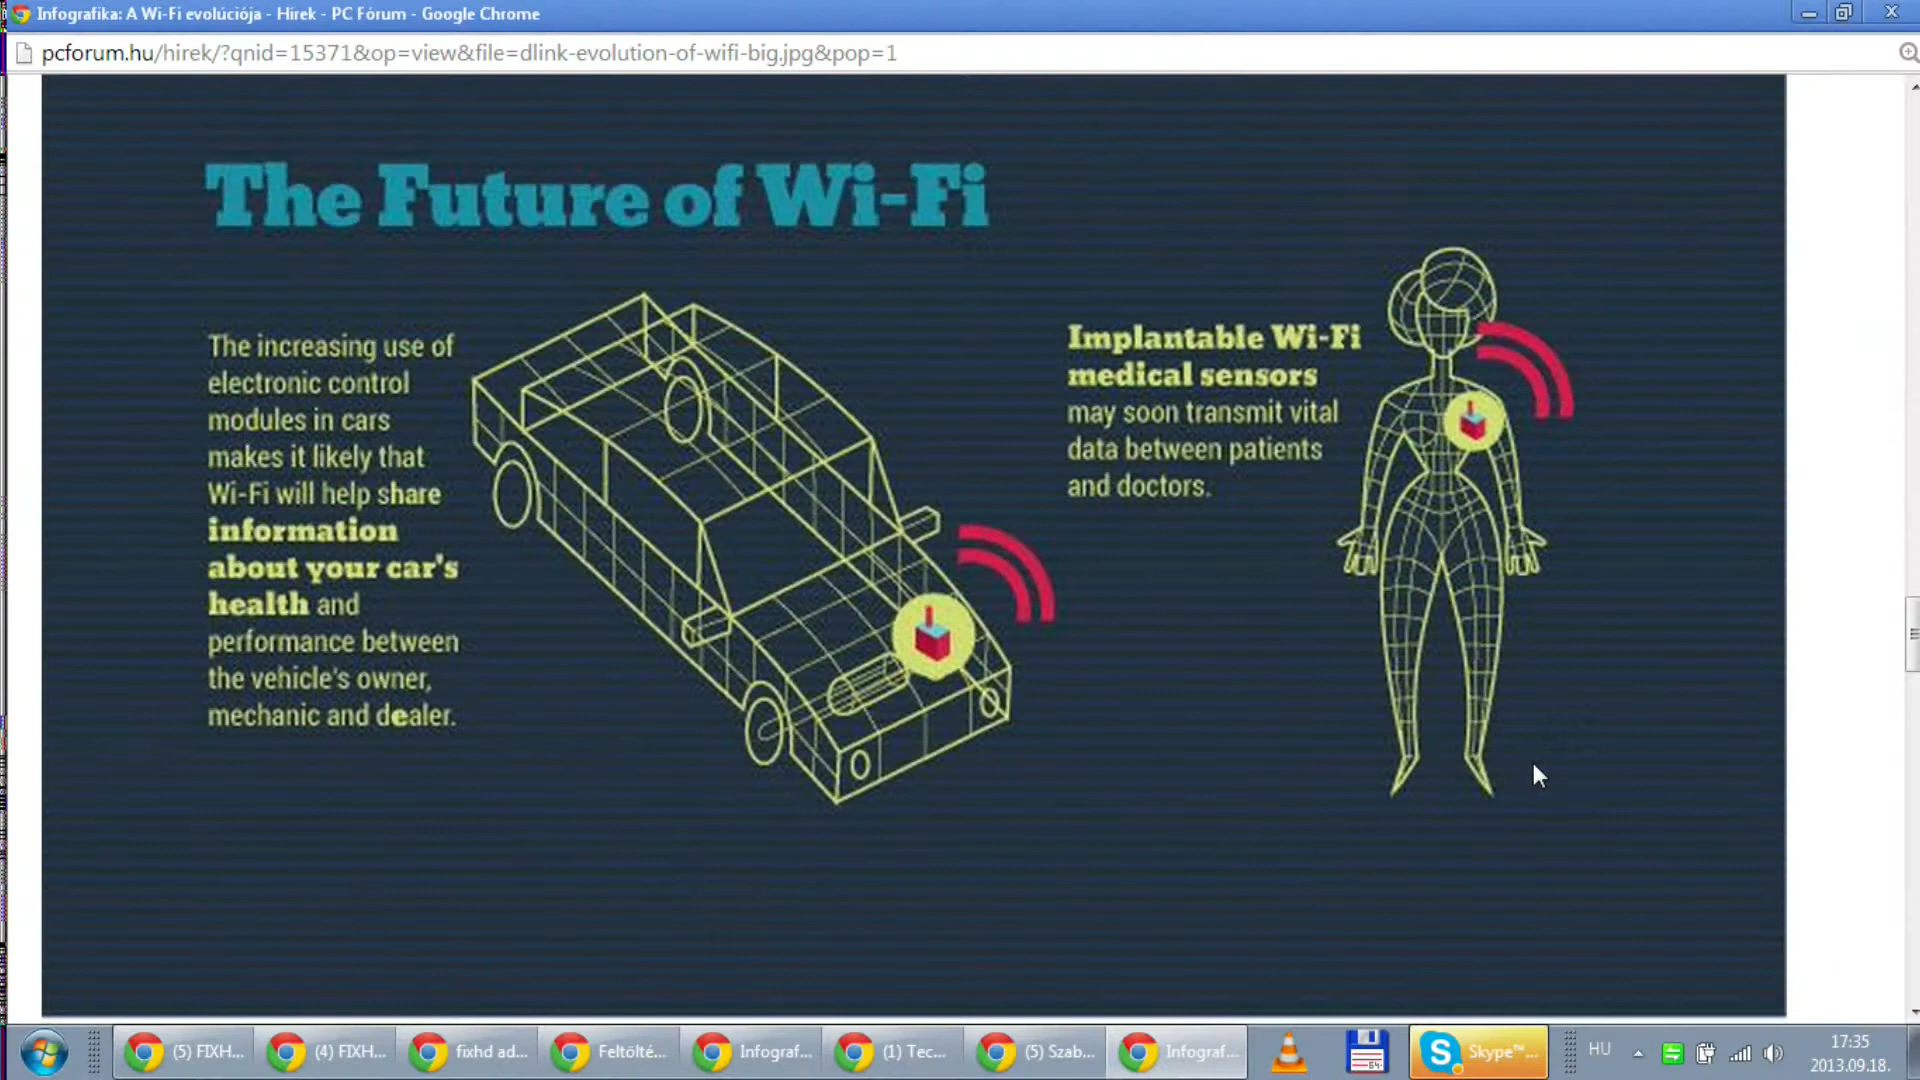 Infografika: A Wi-Fi evolúciója - Hírek - PC Fórum - Google Chrome
pcforum.hu/hirek/?qnid=15371&op=view&file=dlink-evolution-of-wifi-big.jpg&pop=1
The Future of Wi-Fi
The increasing use of
electronic control
modules in cars
makes it likely that
Wi-Fi will help share
information
about your car's
health and
performance between
the vehicle's owner,
mechanic and dealer.
Implantable Wi-Fi
medical sensors
may soon transmit vital
data between patients
and doctors.
(5) FIXH...
(4) FIXH...
fixhd ad...
Feltölté...
Infograf...
(1) Tec...
(5) Szab...
Infograf...
64
Skype™...
HU
17:35
2013.09.18.